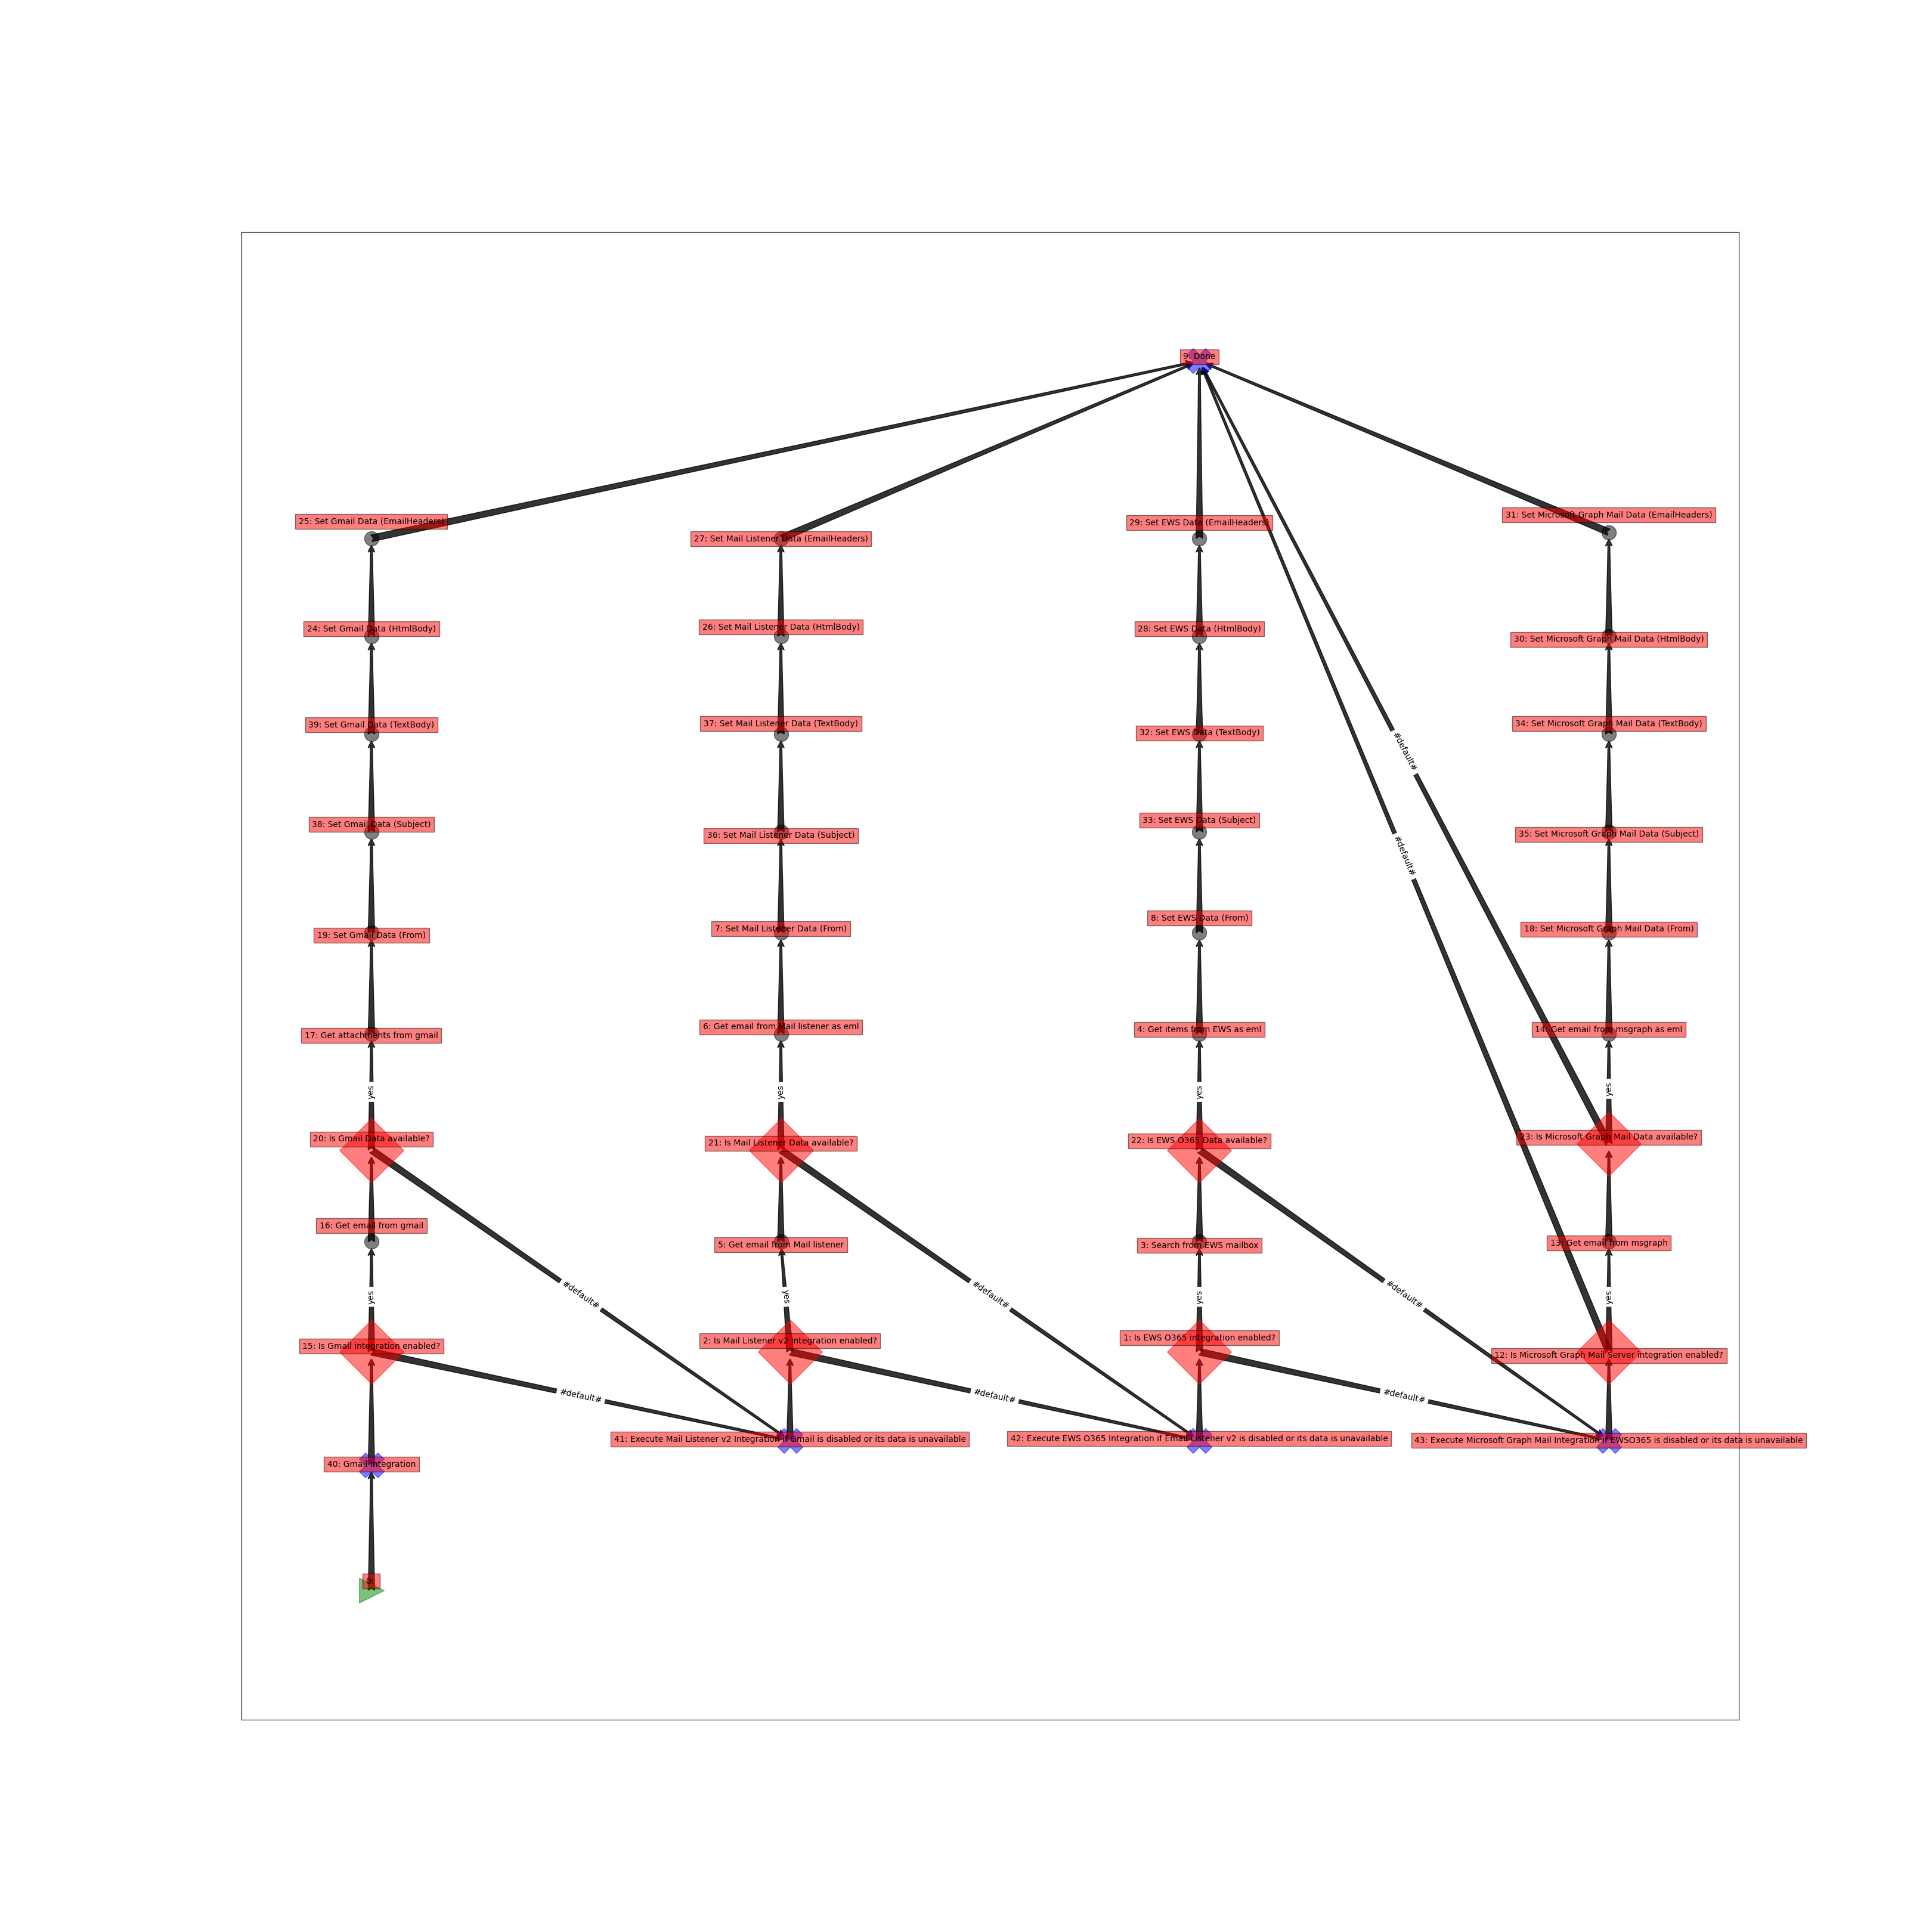 9: Done
31: Set Microsoft Graph Mail Data (EmailHeaders)
25: Set Gmail Data (EmailHeaders)
29: Set EWS Data (EmailHeaders)
27: Set Mail Listener Data (EmailHeaders)
24: Set Gmail Data (HtmlBody)
26: Set Mail Listener Data (HtmlBody)
28: Set EWS Data (HtmlBody)
30: Set Microsoft Graph Mail Data (HtmlBody)
39: Set Gmail Data (TextBody)
37: Set Mail Listener Data (TextBody)
32: Set EWS Data (TextBody)
34: Set Microsoft Graph Mail Data (TextBody)
#default#
38: Set Gmail Data (Subject)
36: Set Mail Listener Data (Subject)
33: Set EWS Data (Subject)
35: Set Microsoft Graph Mail Data (Subject)
#default#
19: Set Gmail Data (From)
7: Set Mail Listener Data (From)
8: Set EWS Data (From)
18: Set Microsoft Graph Mail Data (From)
17: Get attachments from gmail
6: Get email from Mail listener as eml
4: Get items from EWS as eml
14: Get email from msgraph as eml
yes
yes
yes
yes
20: Is Gmail Data available?
21: Is Mail Listener Data available?
22: Is EWS O365 Data available?
23: Is Microsoft Graph Mail Data available?
16: Get email from gmail
5: Get email from Mail listener
3: Search from EWS mailbox
13: Get email from msgraph
yes
#default#
yes
#default#
yes
#default#
yes
15: Is Gmail integration enabled?
2: Is Mail Listener v2 integration enabled?
1: Is EWS O365 integration enabled?
12: Is Microsoft Graph Mail Server integration enabled?
#default#
#default#
#default#
41: Execute Mail Listener v2 Integration if Gmail is disabled or its data is unavailable
42: Execute EWS O365 Integration if Email Listener v2 is disabled or its data is unavailable
43: Execute Microsoft Graph Mail Integration if EWSO365 is disabled or its data is unavailable
40: Gmail Integration
0: